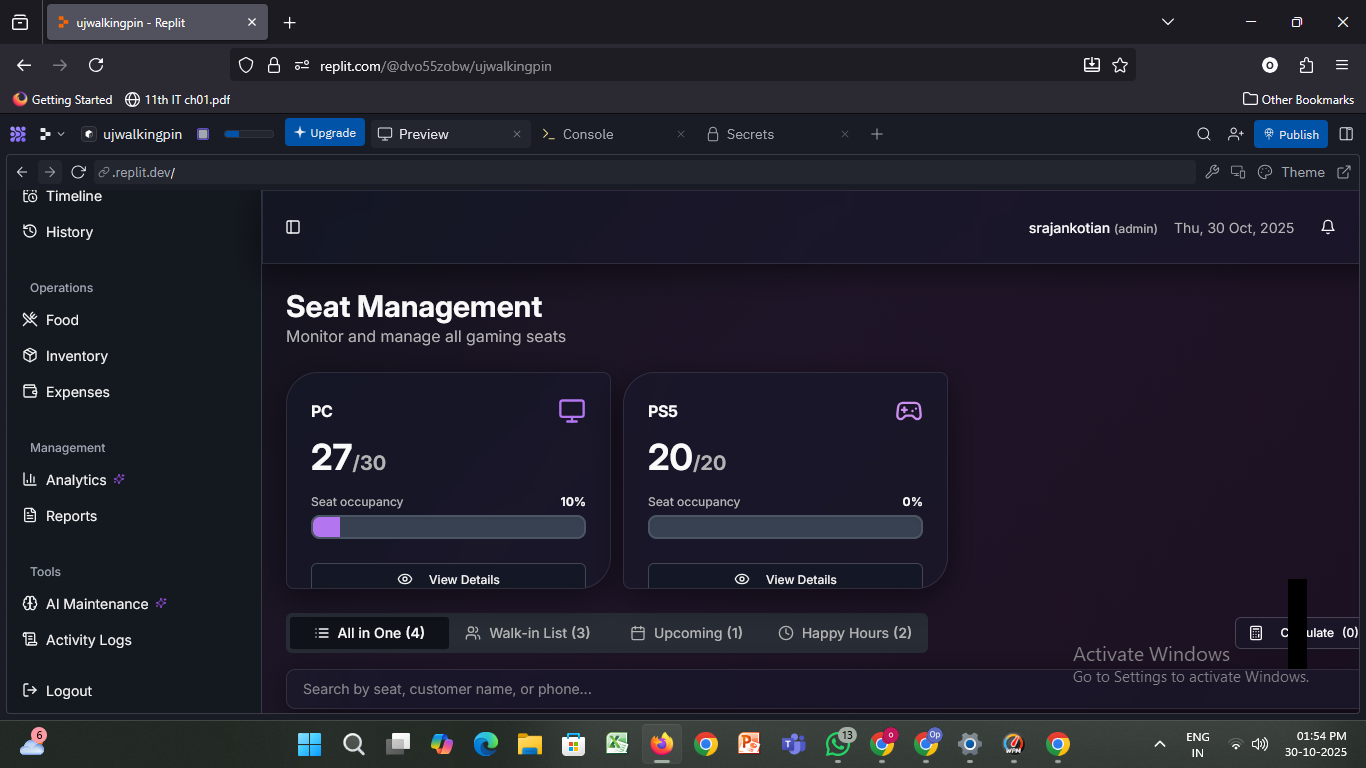 ujwalkingpin - Replit
replit.com/@dvo55zobw/ujwalkingpin
Getting Started
11th IT ch01.pdf
Other Bookmarks
ujwalkingpin
Upgrade
Preview
Console
Secrets
Publish
.replit.dev/
Theme
Timeline
History
Operations
Food
Inventory
Expenses
Management
Analytics
Reports
Tools
AI Maintenance
Activity Logs
Logout
srajankotian (admin)
Thu, 30 Oct, 2025
Seat Management
Monitor and manage all gaming seats
PC
27/30
Seat occupancy 10%
View Details
PS5
20/20
Seat occupancy 0%
View Details
All in One (4)
Walk-in List (3)
Upcoming (1)
Happy Hours (2)
(0)
Search by seat, customer name, or phone...
Activate Windows
Go to Settings to activate Windows.
6
13
o
Op
WPM
ENG
IN
01:54 PM
30-10-2025